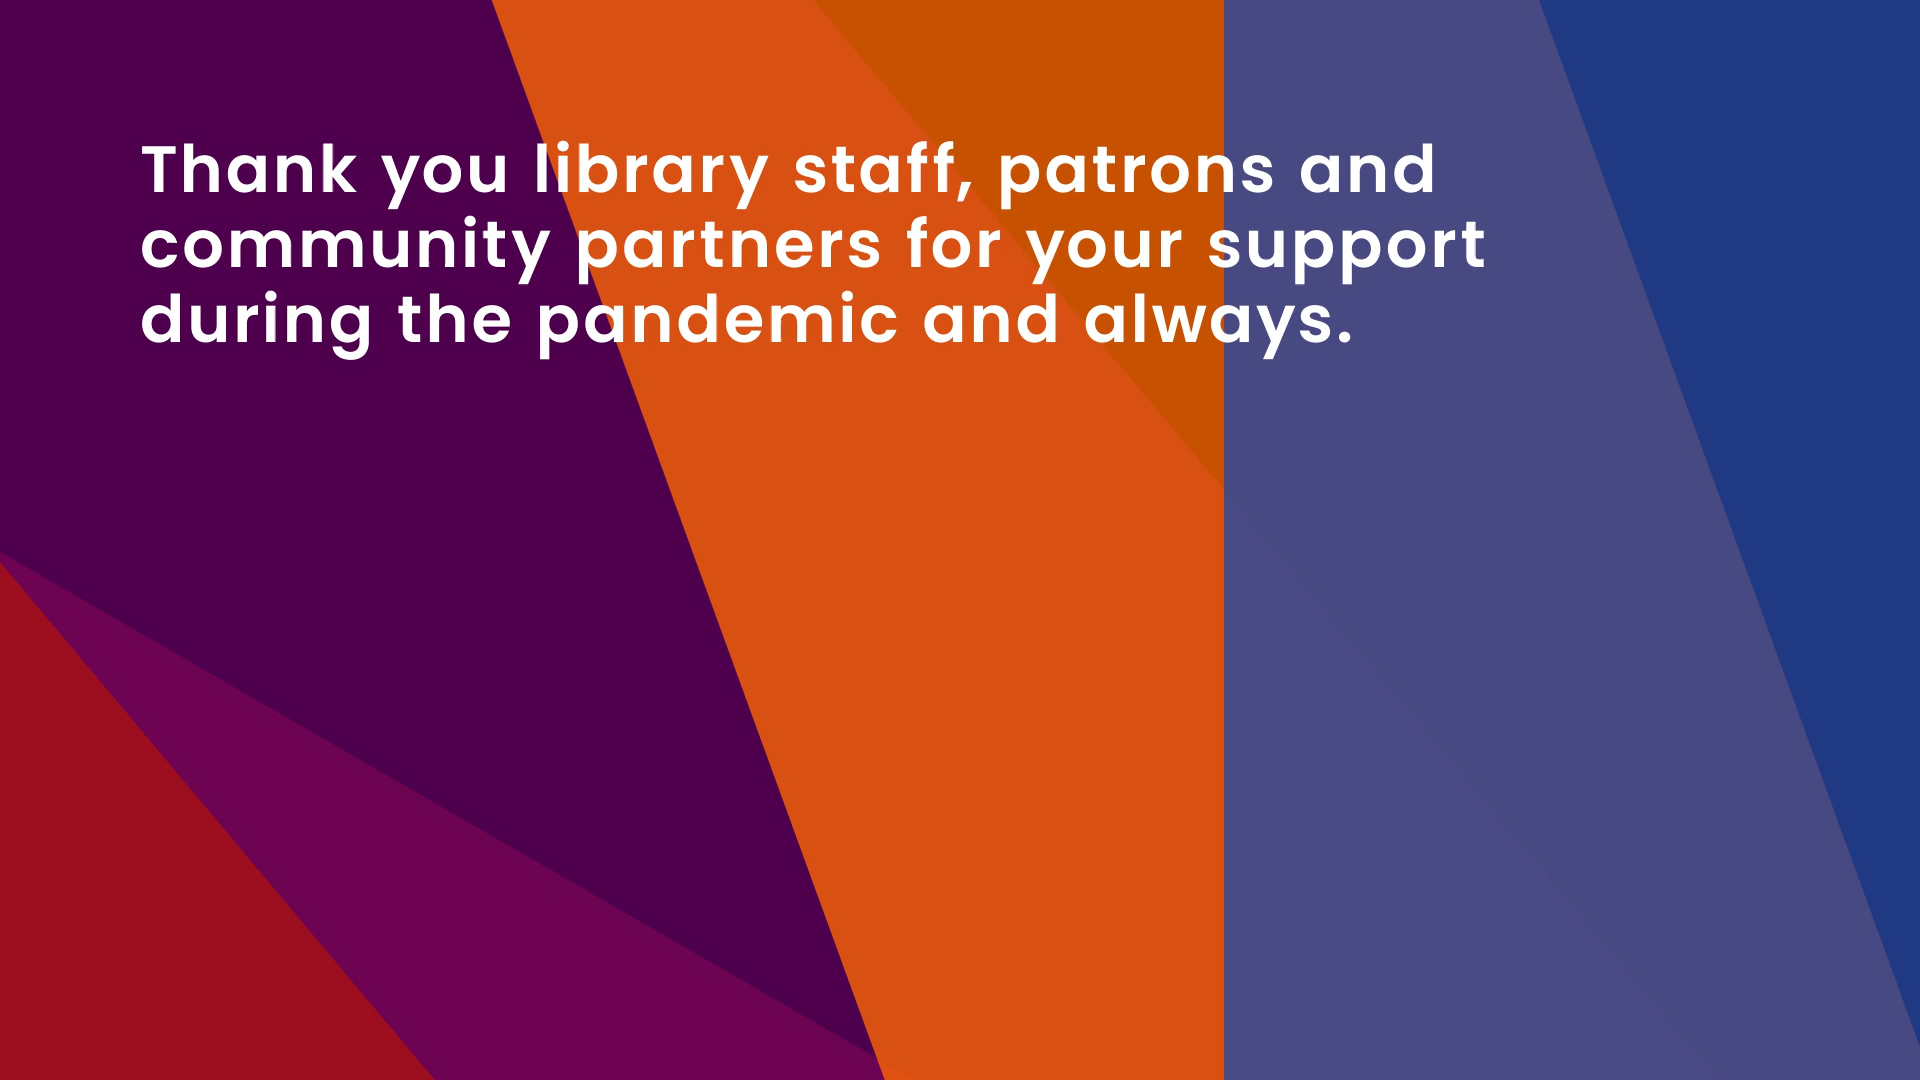 Thank you library staff, patrons and
community partners for your support
during the pandemic and always.